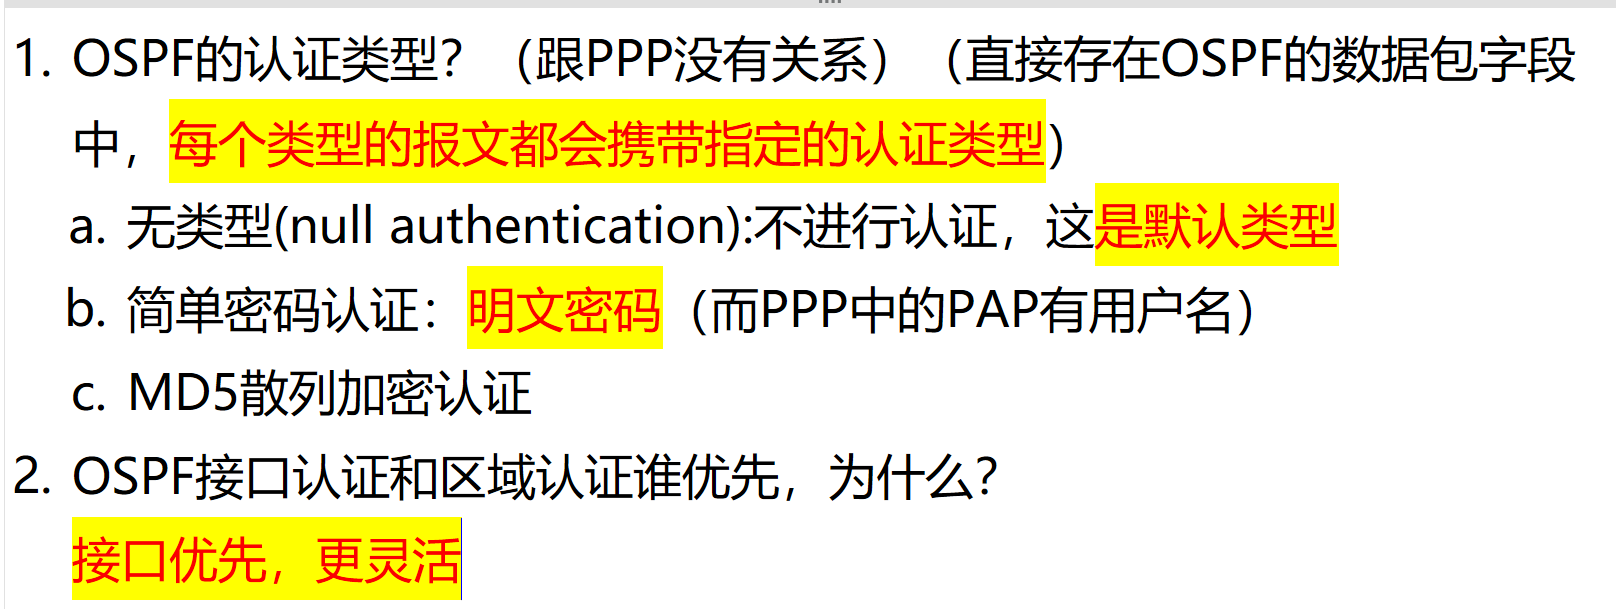 1. OSPF的认证类型？（跟PPP没有关系）（直接存在OSPF的数据包字段
中，每个类型的报文都会携带指定的认证类型）
a. 无类型(null authentication):不进行认证，这是默认类型
b. 简单密码认证：明文密码（而PPP中的PAP有用户名）
c. MD5散列加密认证
2. OSPF接口认证和区域认证谁优先，为什么？
接口优先，更灵活